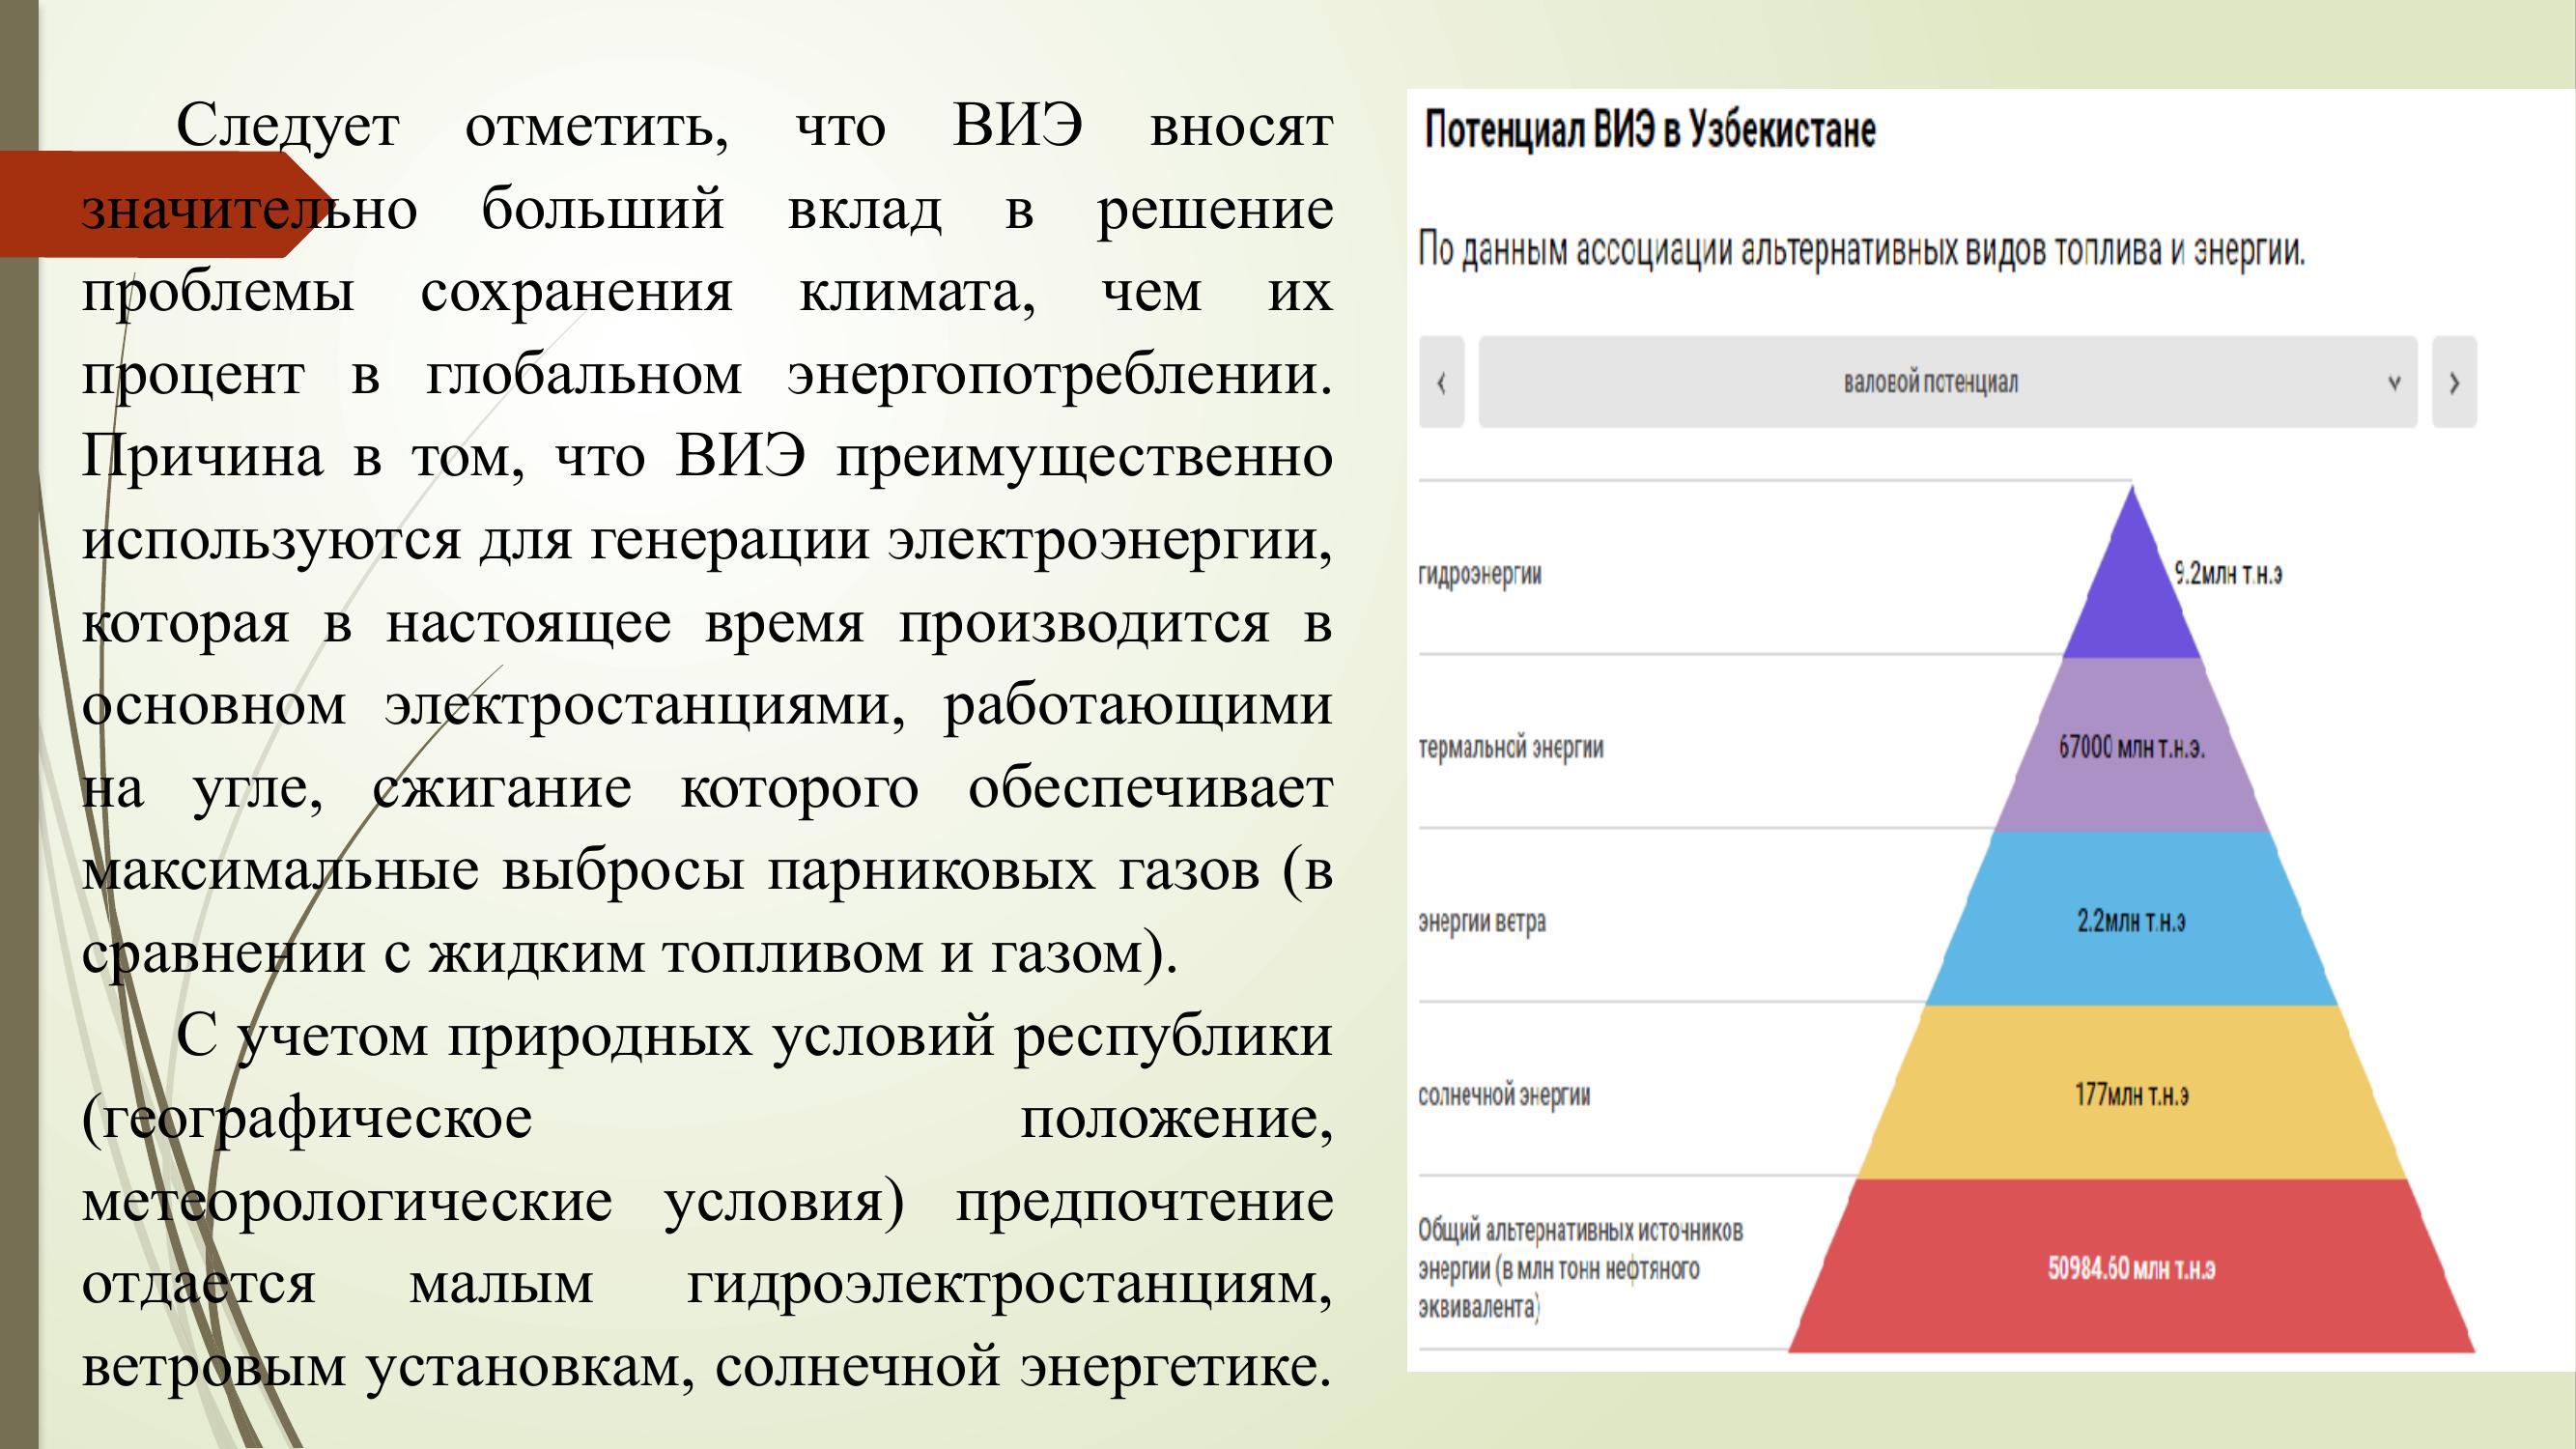 Следует отметить, что ВИЭ вносят
значительно больший вклад в решение
проблемы сохранения климата, чем их
процент в глобальном энергопотреблении.
Причина в том, что ВИЭ преимущественно
используются для генерации электроэнергии,
которая в настоящее время производится в
основном электростанциями, работающими
на угле, сжигание которого обеспечивает
максимальные выбросы парниковых газов (в
сравнении с жидким топливом и газом).
С учетом природных условий республики
(географическое положение,
метеорологические условия) предпочтение
отдается малым гидроэлектростанциям,
ветровым установкам, солнечной энергетике.
Потенциал ВИЭ в Узбекистане
По данным ассоциации альтернативных видов топлива и энергии.
валовой потенциал
гидроэнергии
9.2млн т.н.э
термальной энергии
67000 млн т.н.э.
энергии ветра
2.2млн т.н.э
солнечной энергии
177млн т.н.э
Общий альтернативных источников
энергии (в млн тонн нефтяного
эквивалента)
50984.60 млн т.н.э